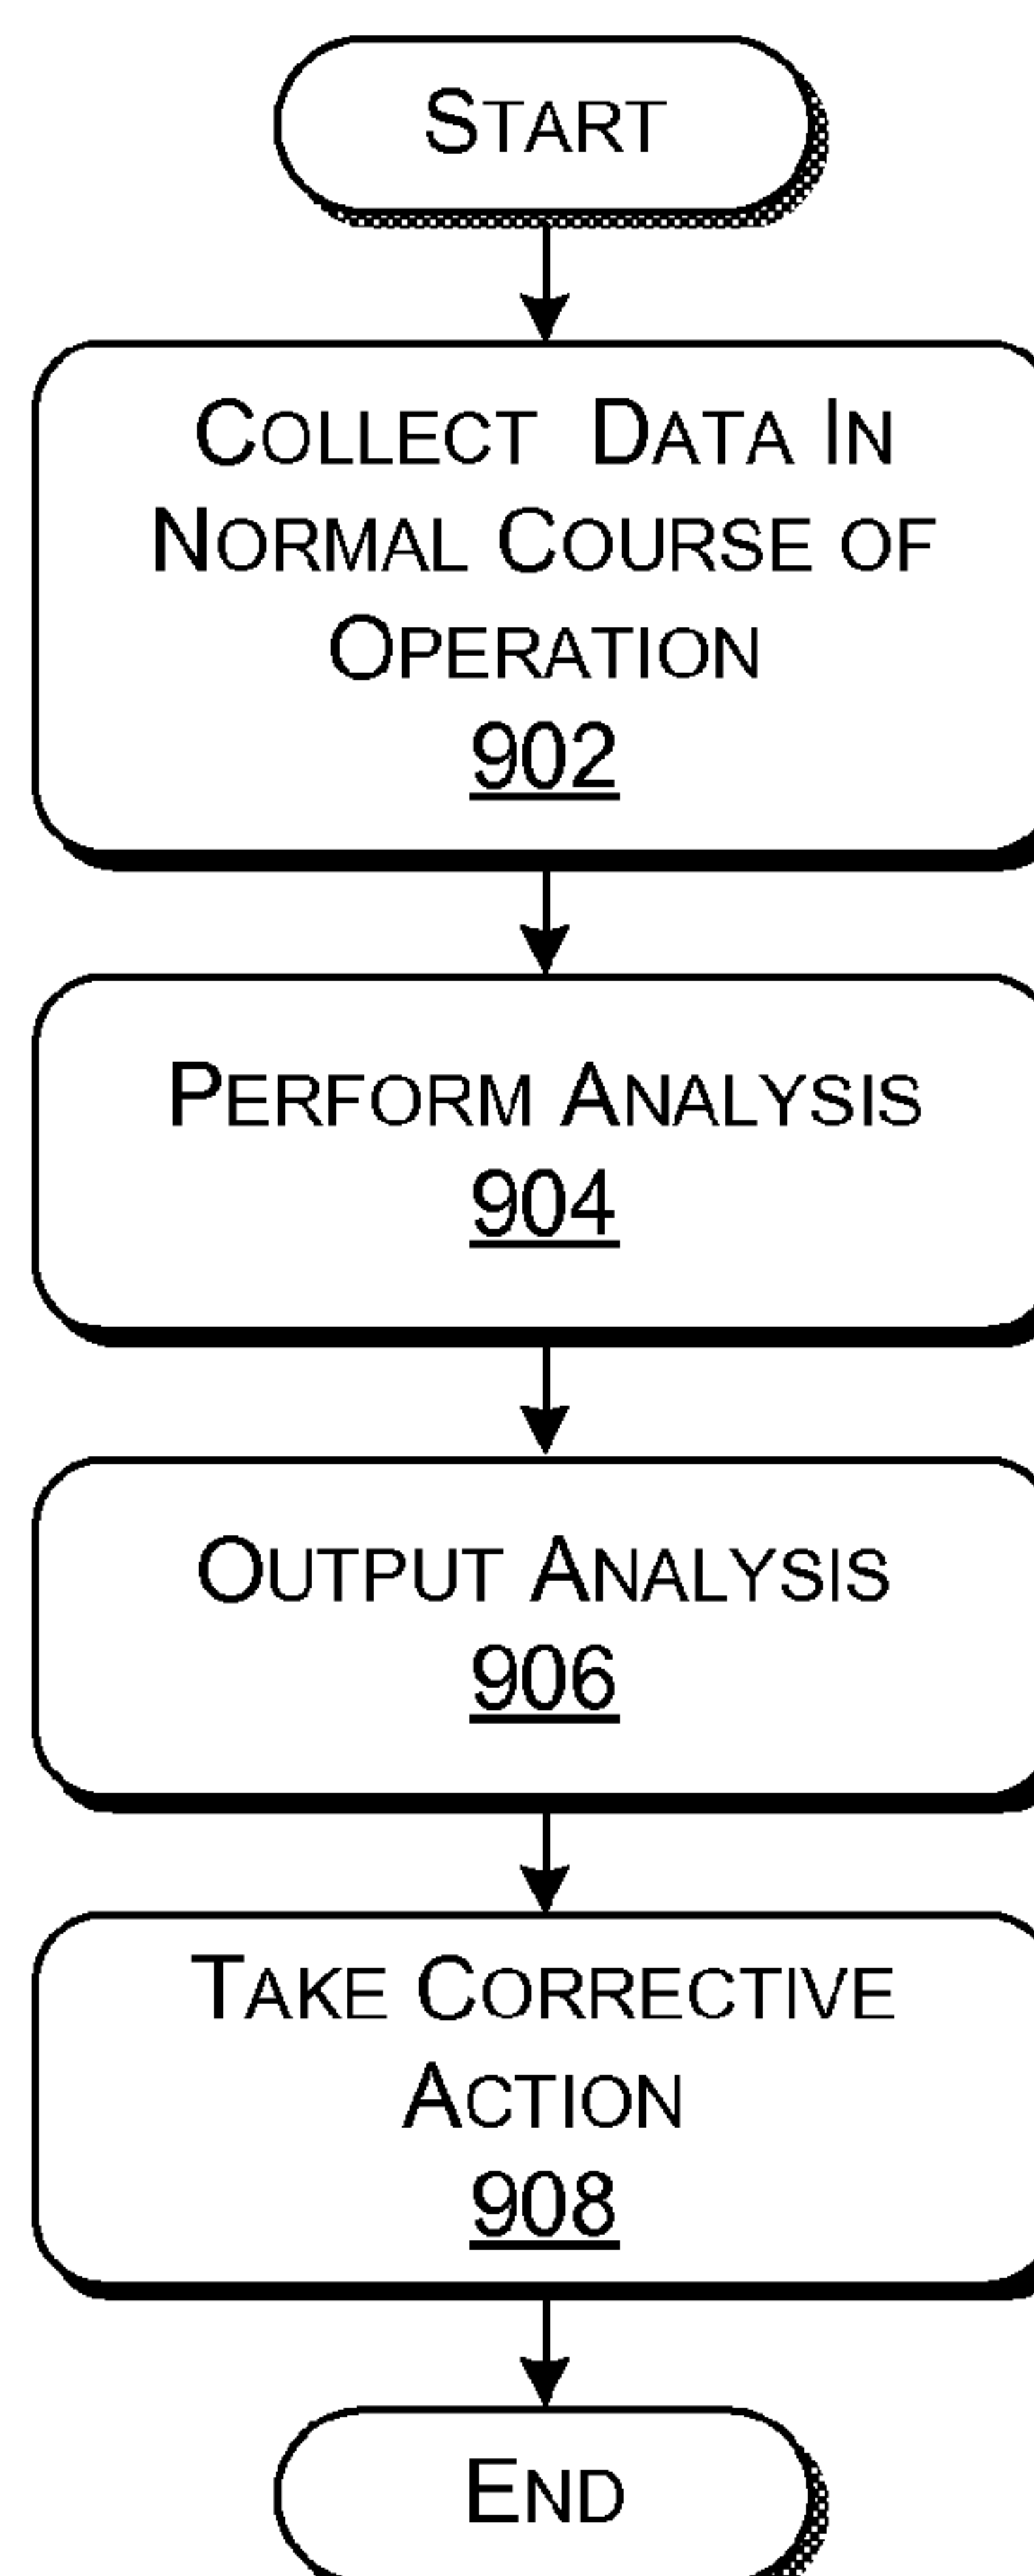 START
COLLECT DATA IN
NORMAL COURSE OF
OPERATION
902
PERFORM ANALYSIS
904
OUTPUT ANALYSIS
906
TAKE CORRECTIVE
ACTION
908
END